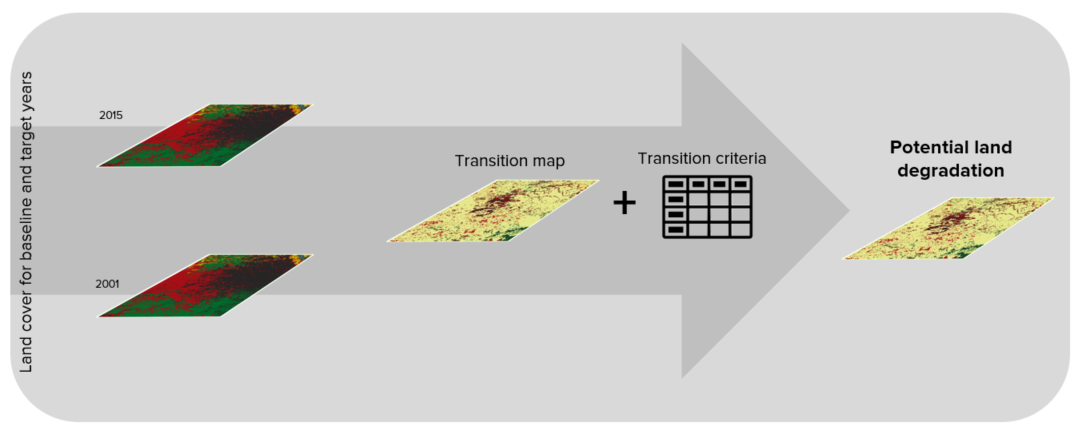 Land cover for baseline and target years
2015
2001
Transition map
Transition criteria
Potential land
degradation